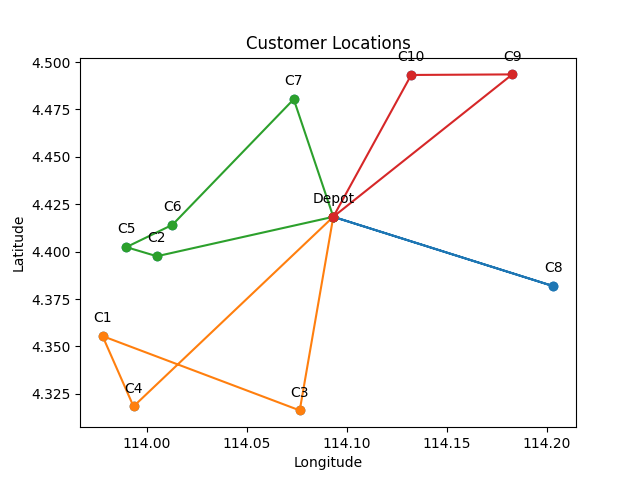 Customer Locations
C10
C9
C7
Depot
C6
C5
C2
C8
C1
C4
C3
4.500
4.475
4.450
4.425
4.400
4.375
4.350
4.325
Latitude
114.00
114.05
114.10
114.15
114.20
Longitude